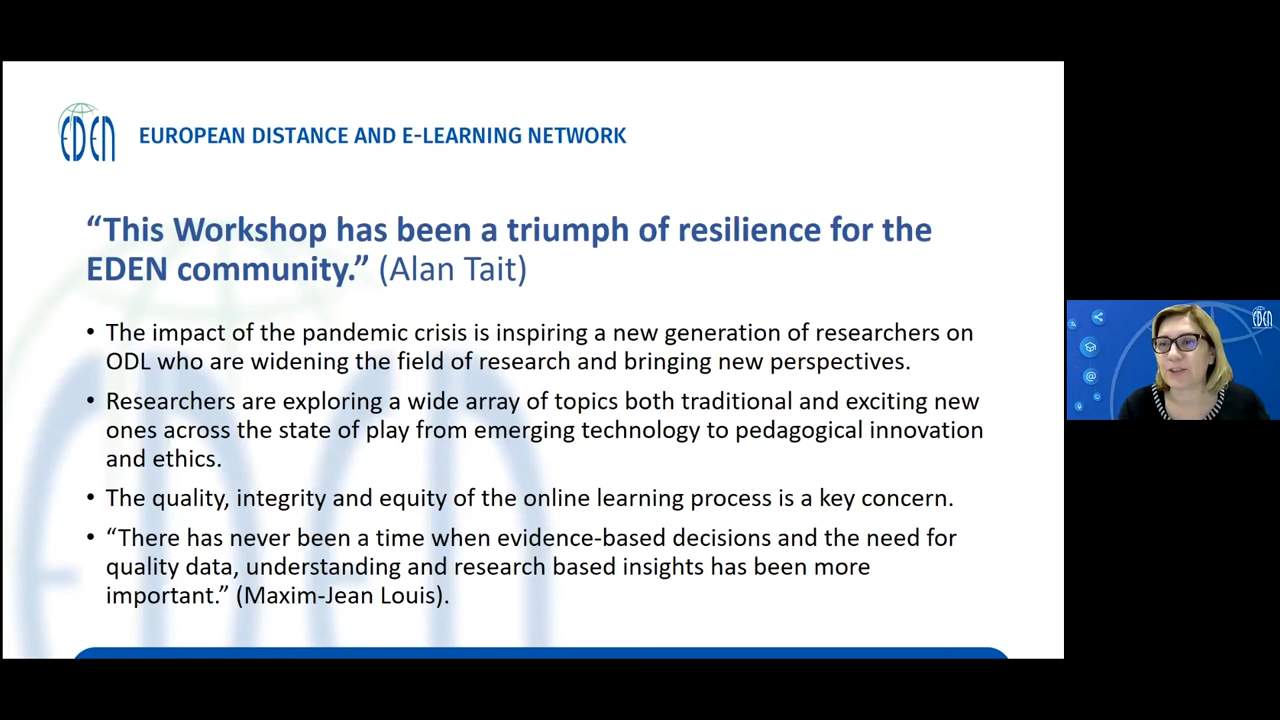 EDEN
EUROPEAN DISTANCE AND E-LEARNING NETWORK
“This Workshop has been a triumph of resilience for the
EDEN community.” (Alan Tait)
• The impact of the pandemic crisis is inspiring a new generation of researchers on
ODL who are widening the field of research and bringing new perspectives.
• Researchers are exploring a wide array of topics both traditional and exciting new
ones across the state of play from emerging technology to pedagogical innovation
and ethics.
• The quality, integrity and equity of the online learning process is a key concern.
• “There has never been a time when evidence-based decisions and the need for
quality data, understanding and research based insights has been more
important.” (Maxim-Jean Louis).
EDEN
@